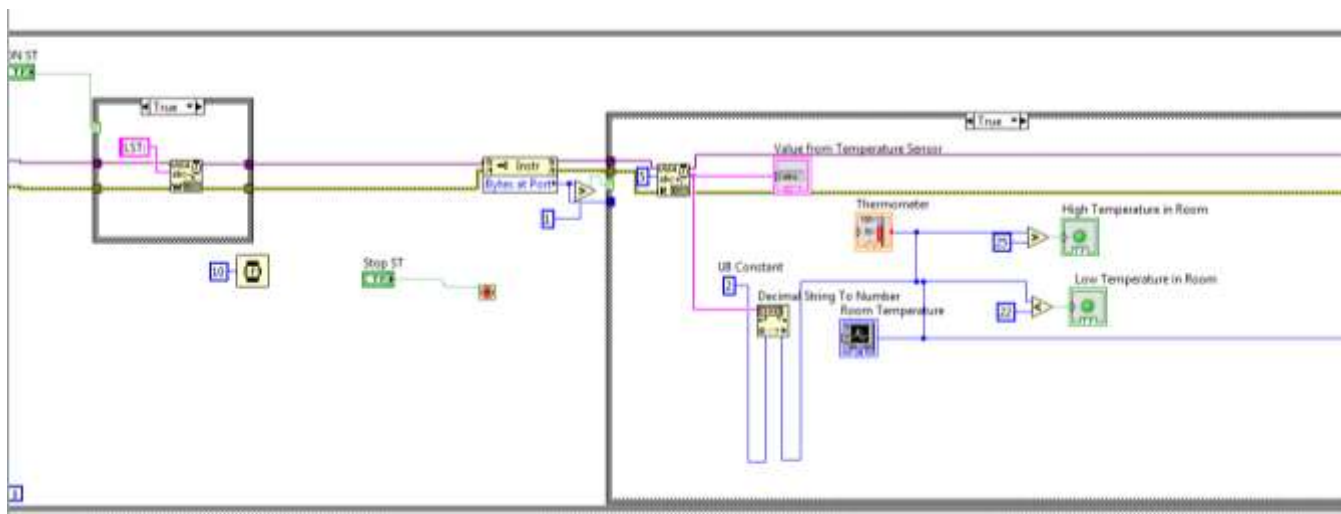 ON ST
True
LST:
10
Stop ST
Instr
Bytes at Port
1
True
5
Value from Temperature Sensor
Thermometer
High Temperature in Room
25
Low Temperature in Room
22
U8 Constant
2
Decimal String To Number
Room Temperature